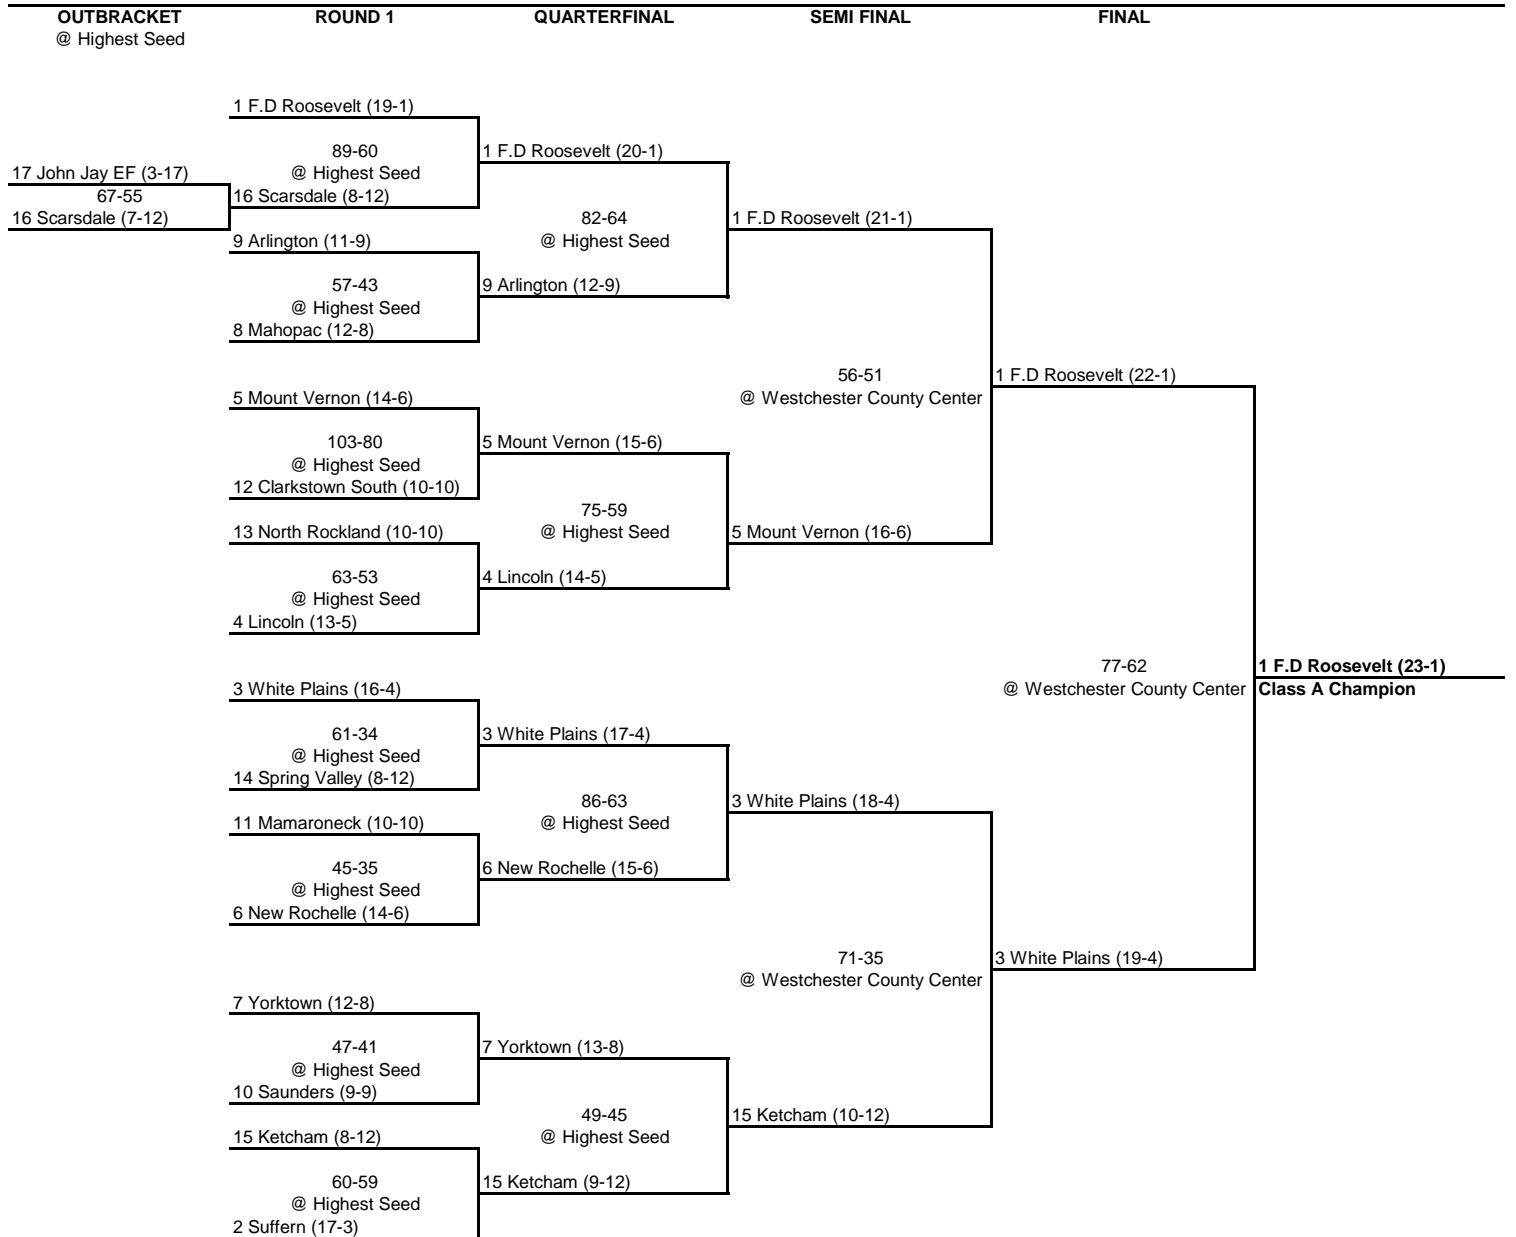 OUTBRACKET
@ Highest Seed
ROUND 1
QUARTERFINAL
SEMI FINAL
FINAL
17 John Jay EF (3-17)
67-55
16 Scarsdale (7-12)
1 F.D Roosevelt (19-1)
89-60
@ Highest Seed
16 Scarsdale (8-12)
9 Arlington (11-9)
57-43
@ Highest Seed
8 Mahopac (12-8)
5 Mount Vernon (14-6)
103-80
@ Highest Seed
12 Clarkstown South (10-10)
13 North Rockland (10-10)
63-53
@ Highest Seed
4 Lincoln (13-5)
3 White Plains (16-4)
61-34
@ Highest Seed
14 Spring Valley (8-12)
11 Mamaroneck (10-10)
45-35
@ Highest Seed
6 New Rochelle (14-6)
7 Yorktown (12-8)
47-41
@ Highest Seed
10 Saunders (9-9)
15 Ketcham (8-12)
60-59
@ Highest Seed
2 Suffern (17-3)
1 F.D Roosevelt (20-1)
82-64
@ Highest Seed
9 Arlington (12-9)
5 Mount Vernon (15-6)
75-59
@ Highest Seed
4 Lincoln (14-5)
3 White Plains (17-4)
86-63
@ Highest Seed
6 New Rochelle (15-6)
7 Yorktown (13-8)
49-45
@ Highest Seed
15 Ketcham (9-12)
1 F.D Roosevelt (21-1)
56-51
@ Westchester County Center
5 Mount Vernon (16-6)
3 White Plains (18-4)
71-35
@ Westchester County Center
15 Ketcham (10-12)
1 F.D Roosevelt (22-1)
77-62
@ Westchester County Center
3 White Plains (19-4)
1 F.D Roosevelt (23-1)
Class A Champion